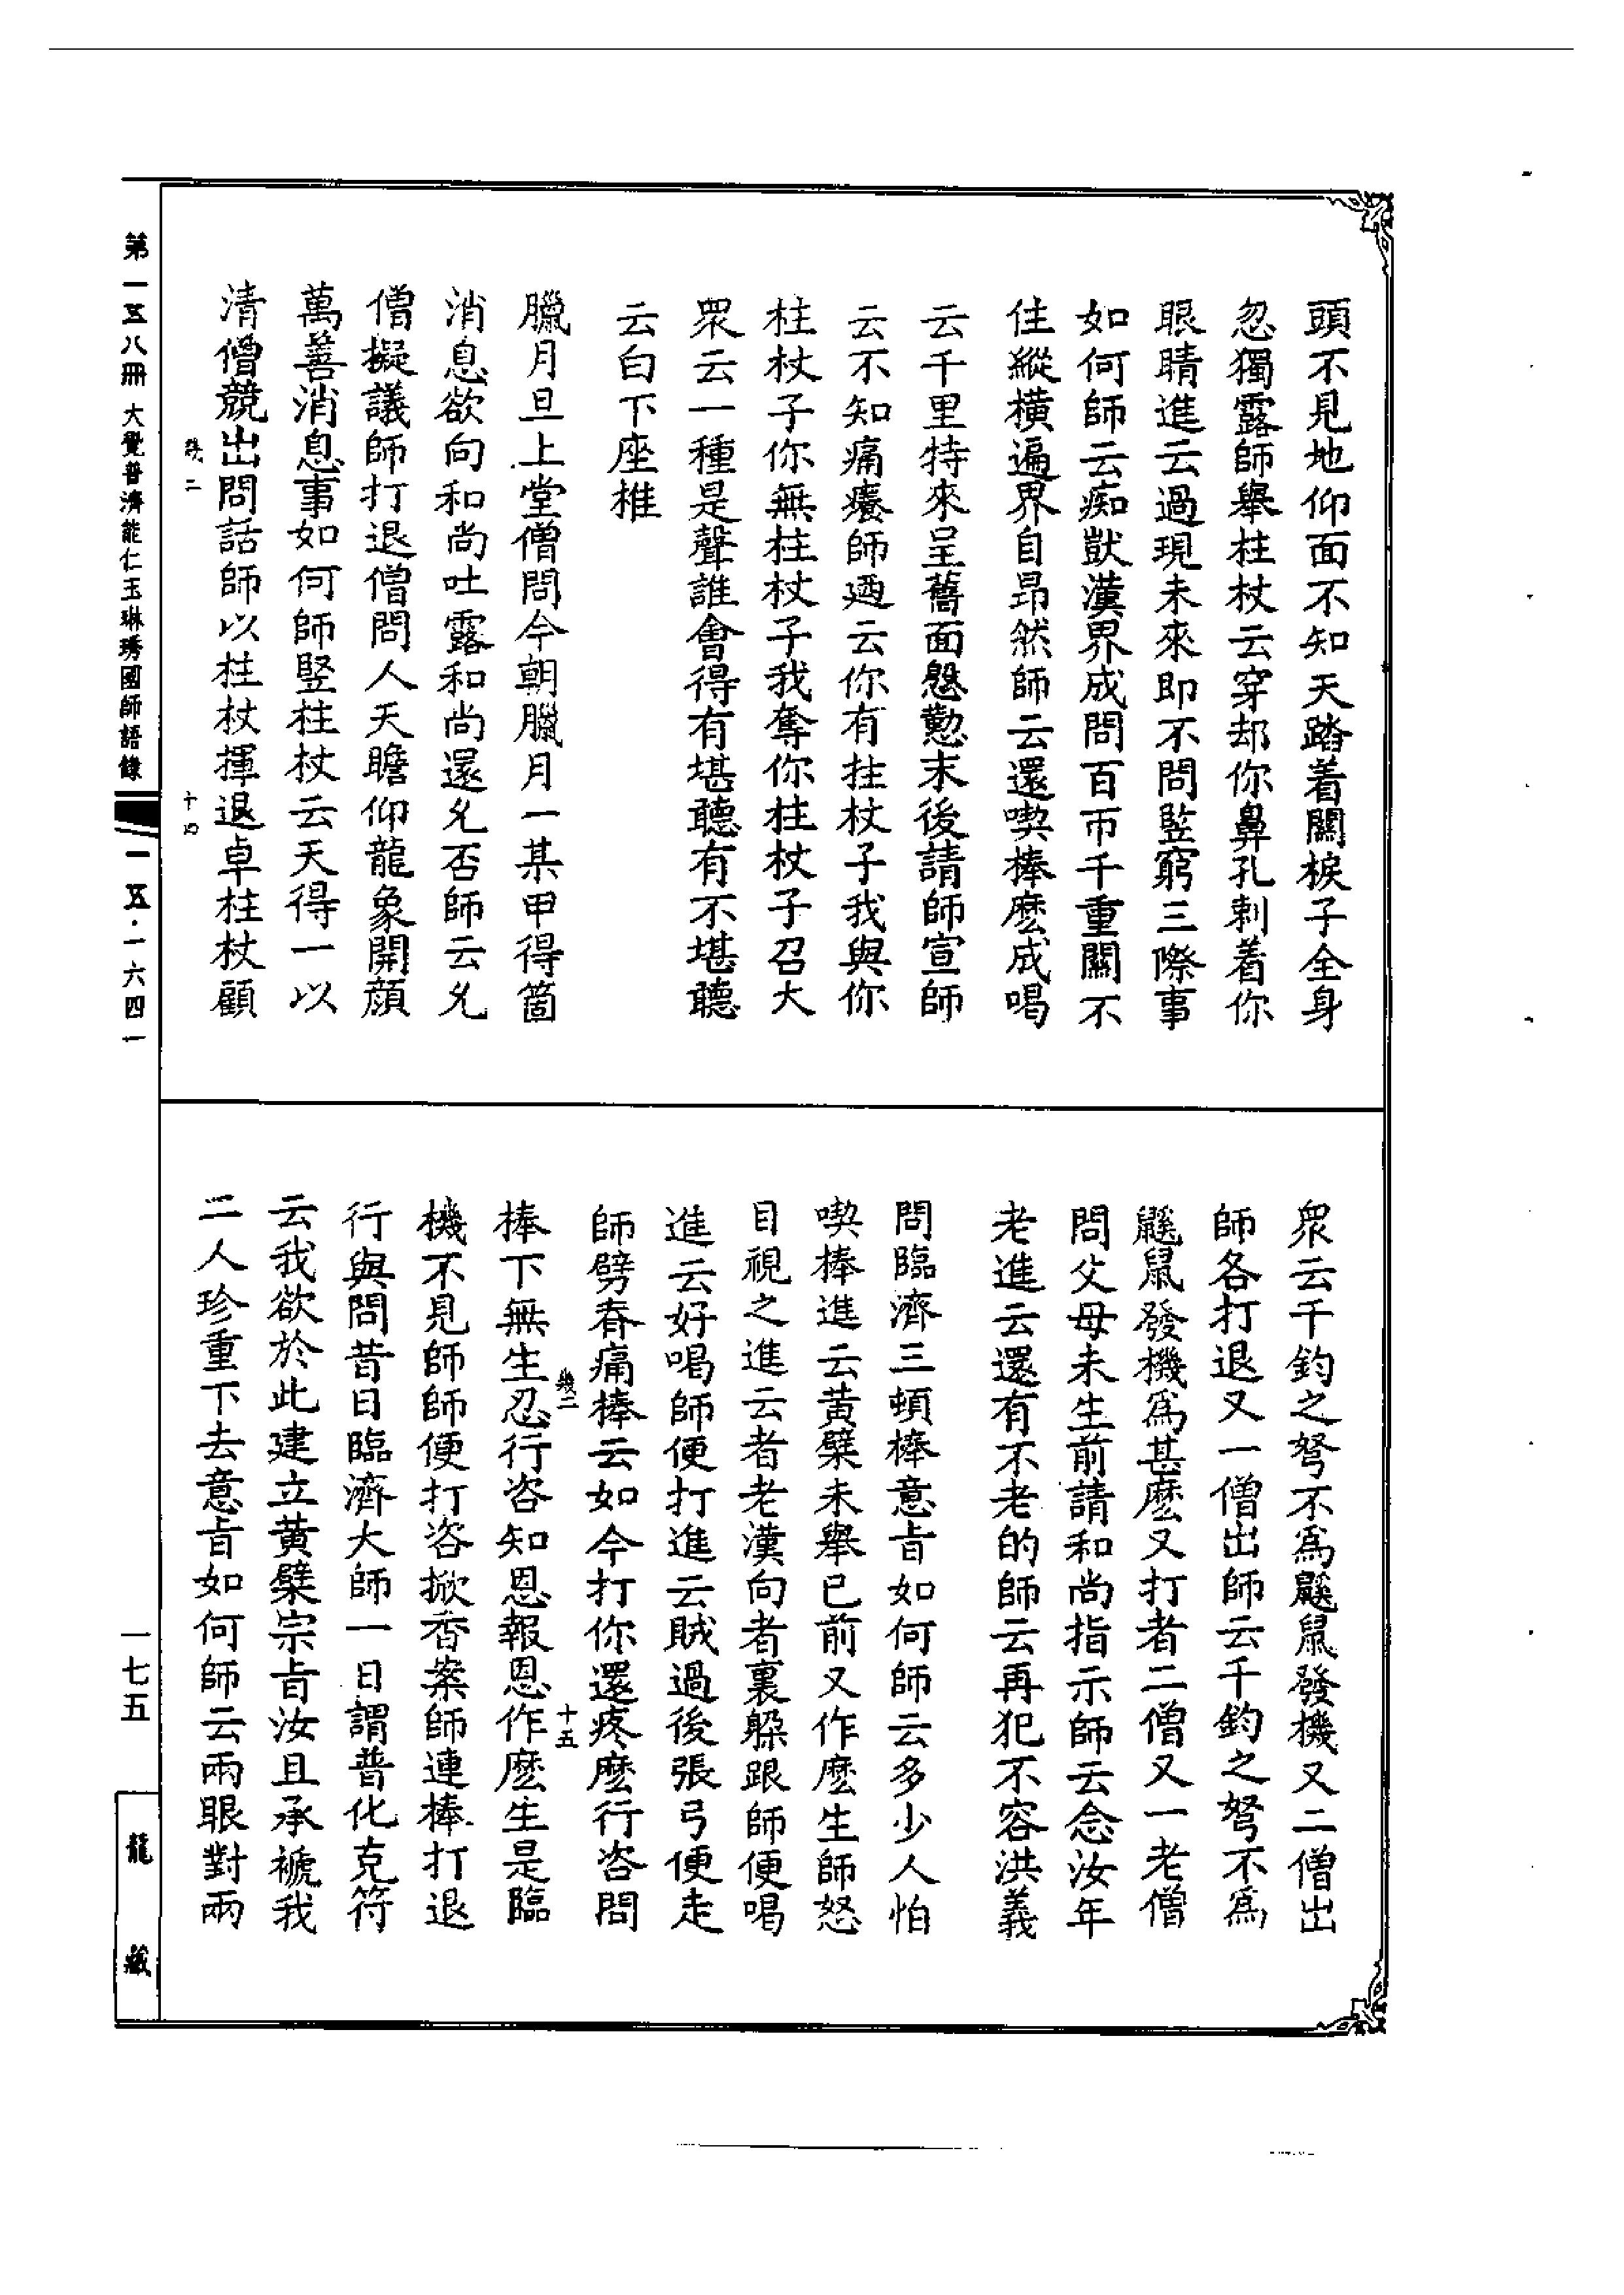 頭不見地仰面不知天踏着關棙子全身
忽獨露師舉柱杖云穿却你鼻孔剌着你
眼睛進云過現未來即不問竪窮三際事
如何師云痴獃漢界成問百帀千重關不
住縱橫遍界自昂然師云還喫棒麽成喝
云千里特來呈舊面慇懃末後請師宣師
云不知痛癢師廼云你有拄杖子我與你
柱杖子你無柱杖子我奪你柱杖子召大
衆云一種是聲誰會得有堪聽有不堪聽
云白下座椎
臘月旦上堂僧問今朝臘月一某甲得箇
消息欲向和尚吐露和尚還允否師云允
僧擬議師打退僧問人天瞻仰龍象開顔
萬善消息事如何師竪柱杖云天得一以
清僧競出問話師以柱杖揮退卓柱杖顧
幾二
十四
衆云千鈞之弩不爲鼷鼠發機又二僧出
師各打退又一僧出師云千鈞之弩不爲
鼷鼠發機爲甚麽又打者二僧又一老僧
問父母未生前請和尚指示師云念汝年
老進云還有不老的師云再犯不容洪義
問臨濟三頓棒意旨如何師云多少人怕
喫棒進云黄檗未舉已前又作麽生師怒
目視之進云者老漢向者裏躲跟師便喝
進云好喝師便打進云賊過後張弓便走
師劈脊痛棒云如今打你還疼麽行咨問
幾二
十五
棒下無生忍行咨知恩報恩作麽生是臨
機不見師師便打咨掀香案師連棒打退
行與問昔日臨濟大師一日謂普化克符
云我欲於此建立黄檗宗旨汝且承褫我
二人珍重下去意旨如何師云兩眼對兩
第一五八冊 大覺普濟能仁玉琳琇國師語錄
一五·一六四一
一七五
龍藏